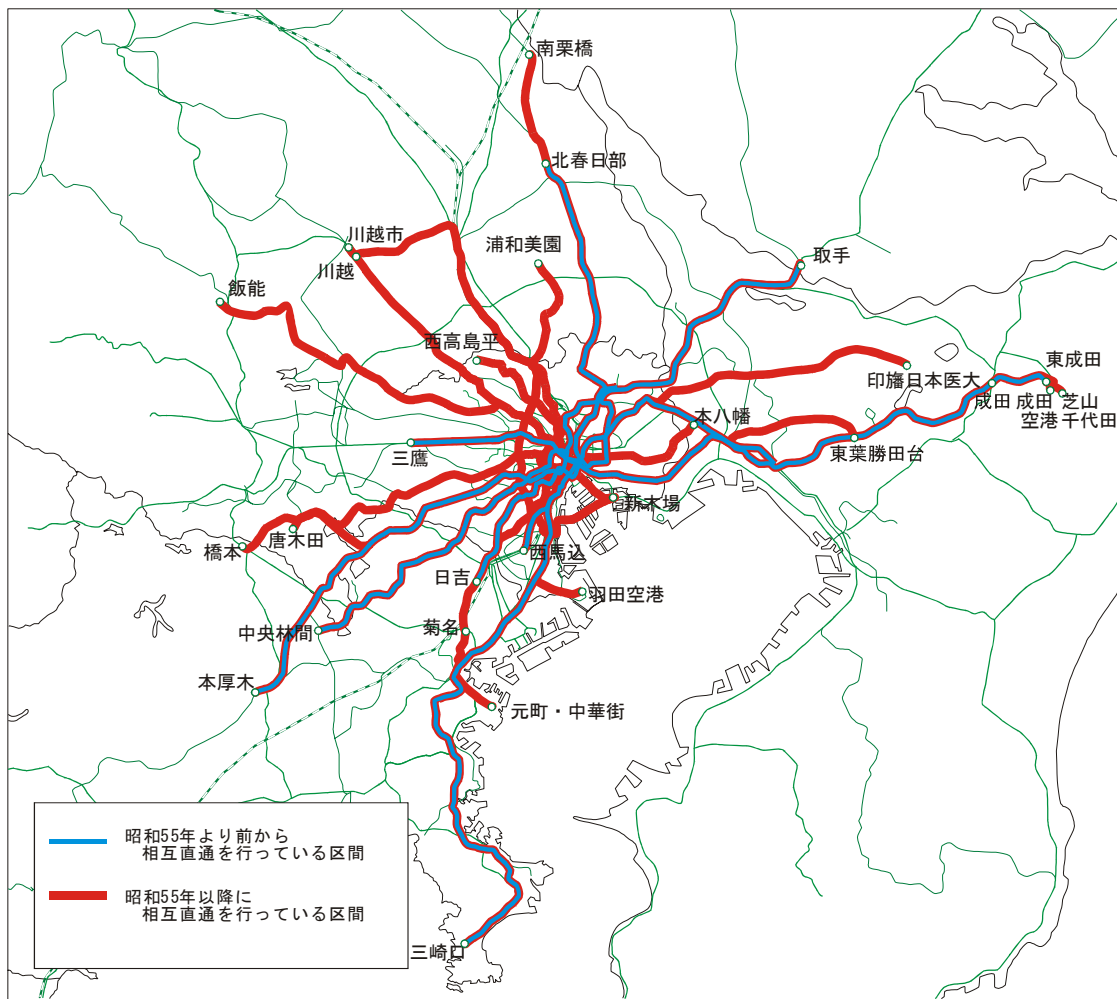 南栗橋
北春日部
川越市
浦和美園
川越
取手
飯能
西高島平
東成田
印旛日本医大
成田
成田
空港
芝山
千代田
本八幡
三鷹
東葉勝田台
新木場
唐木田
橋本
西馬込
日吉
羽田空港
中央林間
菊名
本厚木
元町・中華街
昭和55年より前から
相互直通を行っている区間
昭和55年以降に
相互直通を行っている区間
三崎口